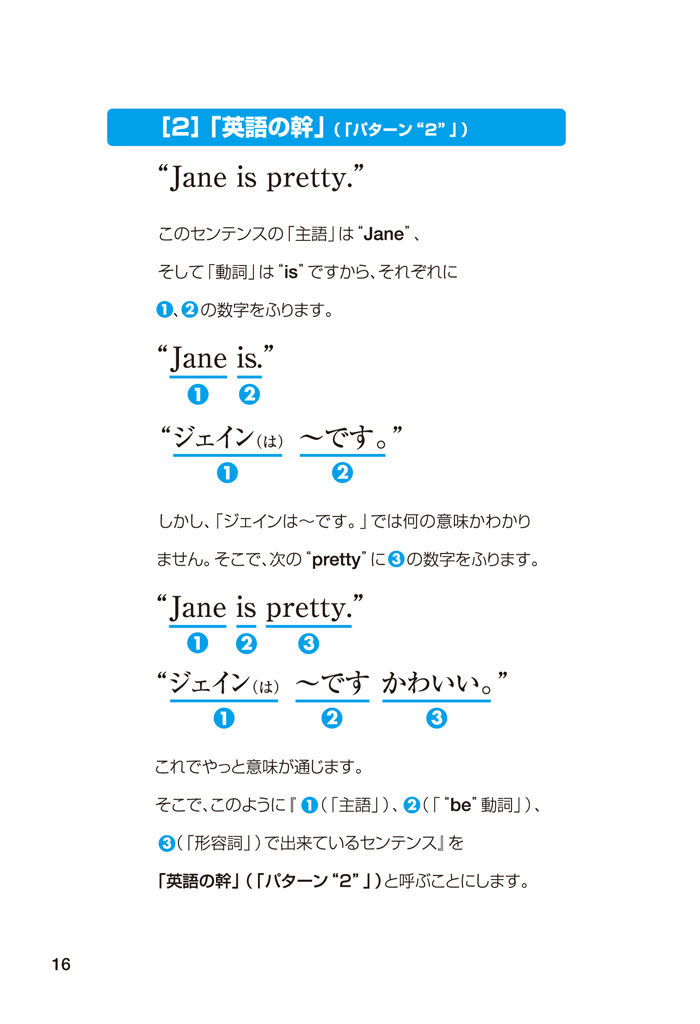 [2]「英語の幹」(「パターン“2”」)
“Jane is pretty.”
このセンテンスの「主語」は“Jane”、
そして「動詞」は“is”ですから、それぞれに
❶、❷の数字をふります。
“Jane is.”
❶ ❷
“ジェイン(は) 〜です。”
❶ ❷
しかし、「ジェインは〜です。」では何の意味かわかり
ません。そこで、次の“pretty”に❸の数字をふります。
“Jane is pretty.”
❶ ❷ ❸
“ジェイン(は) 〜です かわいい。”
❶ ❷ ❸
これでやっと意味が通じます。
そこで、このように『❶(「主語」)、❷(「“be”動詞」)、
❸(「形容詞」)で出来ているセンテンス』を
「英語の幹」(「パターン“2”」)と呼ぶことにします。
16